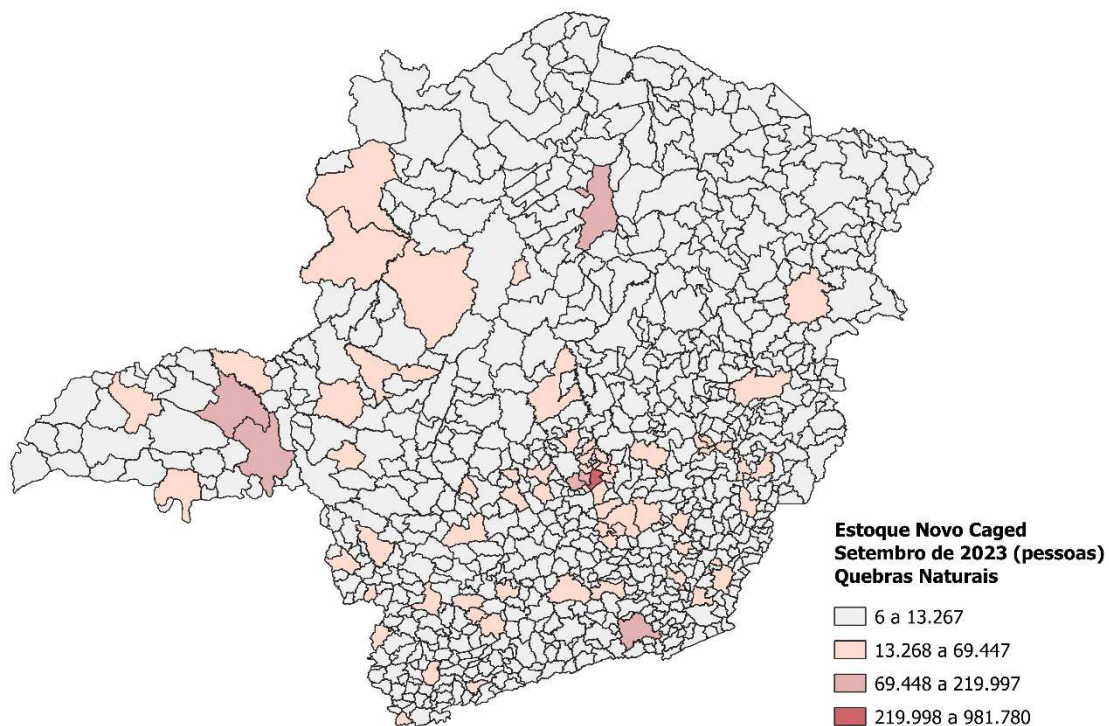 Estoque Novo Caged
Setembro de 2023 (pessoas)
Quebras Naturais
6 a 13.267
13.268 a 69.447
69.448 a 219.997
219.998 a 981.780